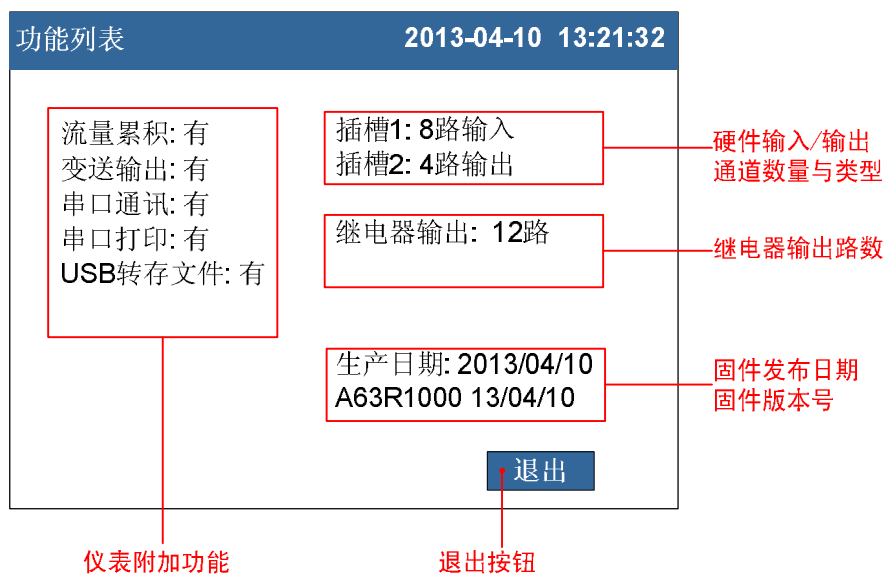 功能列表
2013-04-10 13:21:32
流量累积: 有
变送输出: 有
串口通讯: 有
串口打印: 有
USB转存文件: 有
插槽1: 8路输入
插槽2: 4路输出
硬件输入/输出
通道数量与类型
继电器输出: 12路
继电器输出路数
生产日期: 2013/04/10
A63R1000 13/04/10
固件发布日期
固件版本号
退出
仪表附加功能
退出按钮